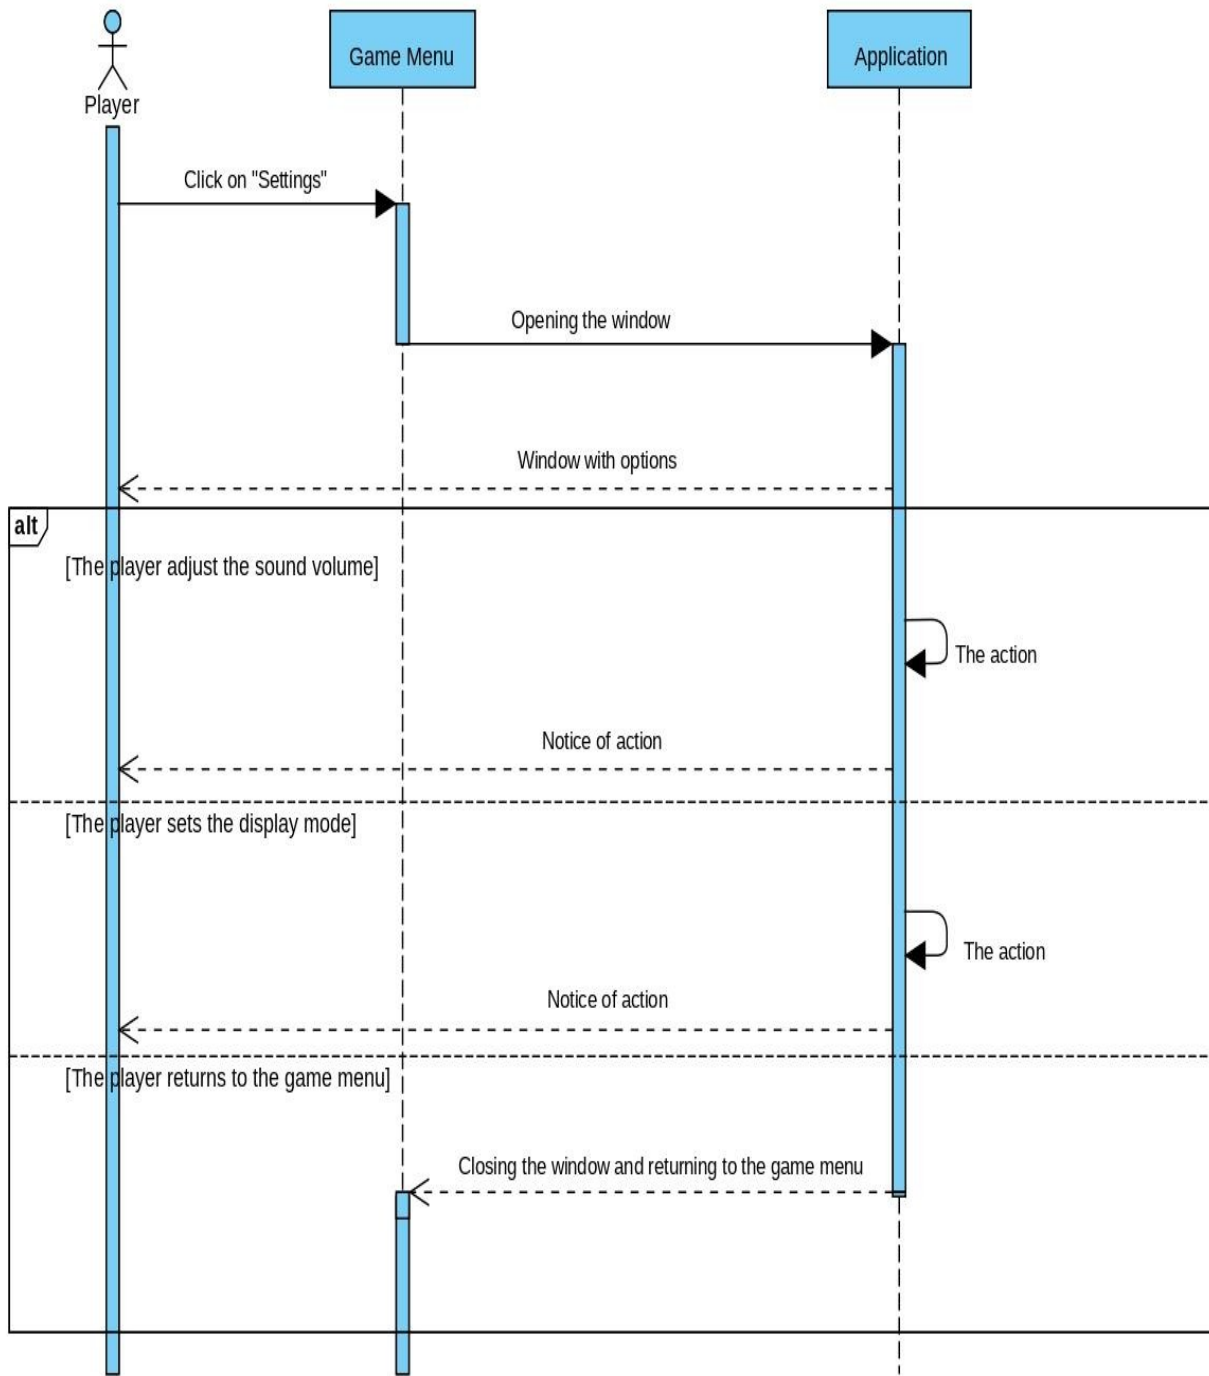 Game Menu
Application
Player
Click on "Settings"
Opening the window
Window with options
alt
[The player adjust the sound volume]
The action
Notice of action
[The player sets the display mode]
The action
Notice of action
[The player returns to the game menu]
Closing the window and returning to the game menu